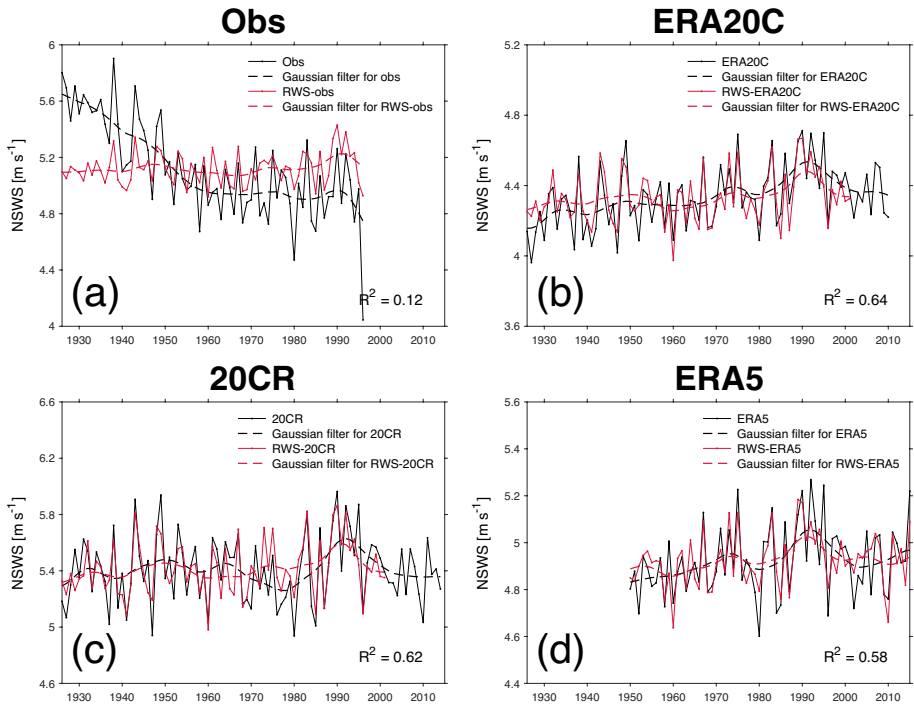 Obs
NSWS [m s⁻¹]
6
5.6
5.2
4.8
4.4
4
Obs
Gaussian filter for obs
RWS-obs
Gaussian filter for RWS-obs
(a)
R² = 0.12
1930 1940 1950 1960 1970 1980 1990 2000 2010
ERA20C
NSWS [m s⁻¹]
5.2
4.8
4.4
4
3.6
ERA20C
Gaussian filter for ERA20C
RWS-ERA20C
Gaussian filter for RWS-ERA20C
(b)
R² = 0.64
1930 1940 1950 1960 1970 1980 1990 2000 2010
20CR
NSWS [m s⁻¹]
6.6
6.2
5.8
5.4
5
4.6
20CR
Gaussian filter for 20CR
RWS-20CR
Gaussian filter for RWS-20CR
(c)
R² = 0.62
1930 1940 1950 1960 1970 1980 1990 2000 2010
ERA5
NSWS [m s⁻¹]
5.6
5.4
5.2
5
4.8
4.6
4.4
ERA5
Gaussian filter for ERA5
RWS-ERA5
Gaussian filter for RWS-ERA5
(d)
R² = 0.58
1930 1940 1950 1960 1970 1980 1990 2000 2010